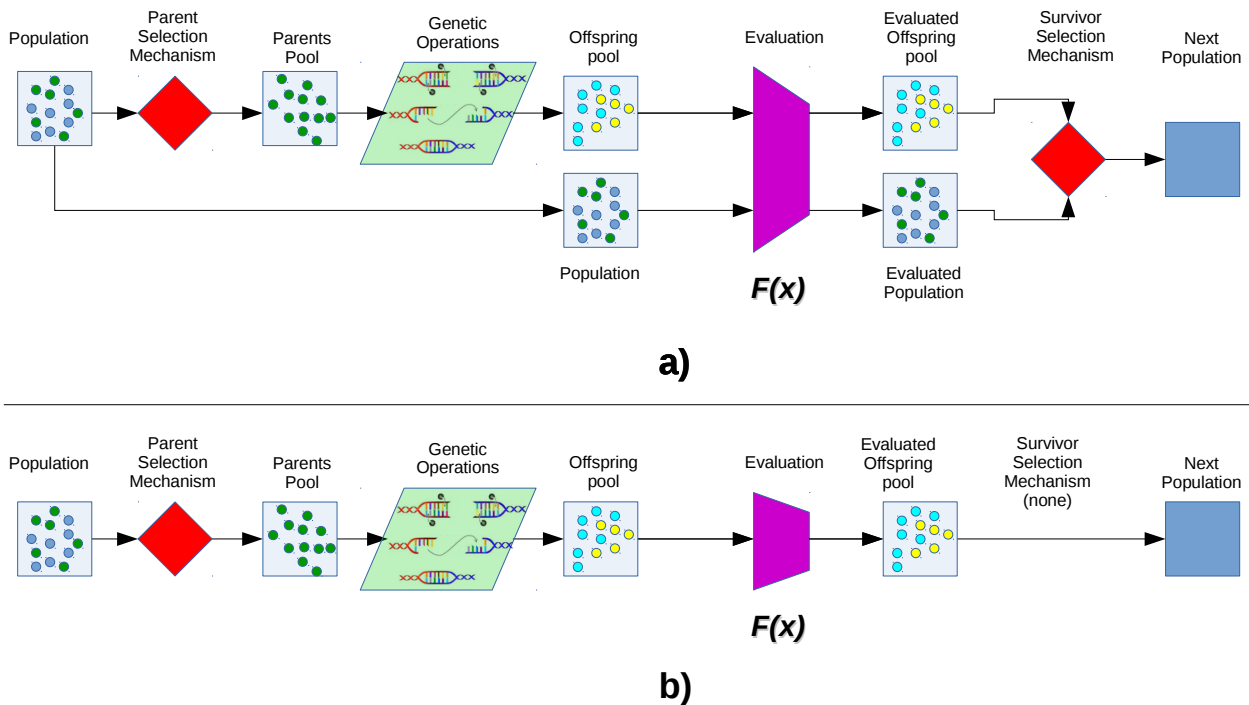 Population
Parent
Selection
Mechanism
Parents
Pool
Genetic
Operations
Offspring
pool
Evaluation
Evaluated
Offspring
pool
Survivor
Selection
Mechanism
Next
Population
Population
F(x)
Evaluated
Population
a)
Population
Parent
Selection
Mechanism
Parents
Pool
Genetic
Operations
Offspring
pool
Evaluation
Evaluated
Offspring
pool
Survivor
Selection
Mechanism
(none)
Next
Population
F(x)
b)